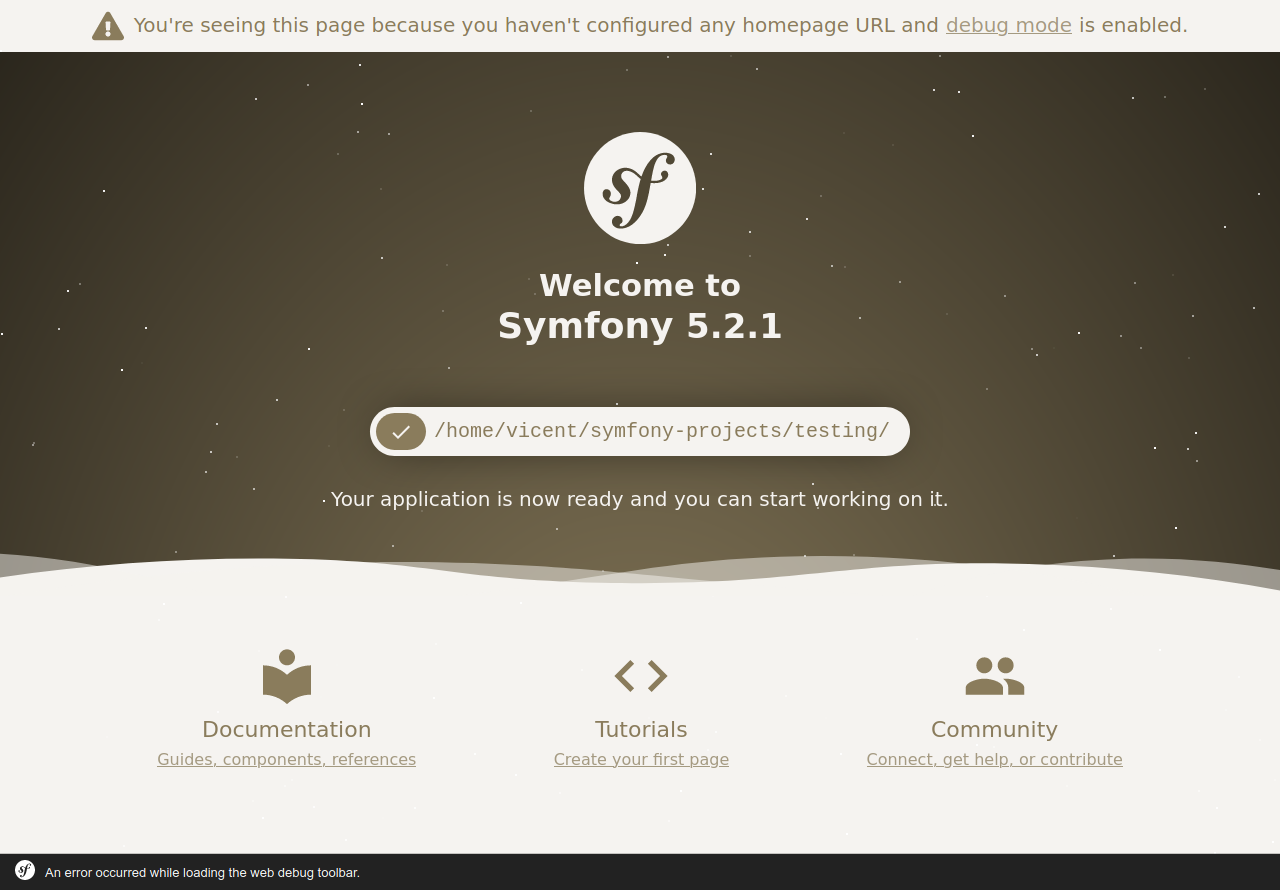 You're seeing this page because you haven't configured any homepage URL and debug mode is enabled.
sf
Welcome to
Symfony 5.2.1
/home/vicent/symfony-projects/testing/
Your application is now ready and you can start working on it.
Documentation
Guides, components, references
Tutorials
Create your first page
Community
Connect, get help, or contribute
sf
An error occurred while loading the web debug toolbar.